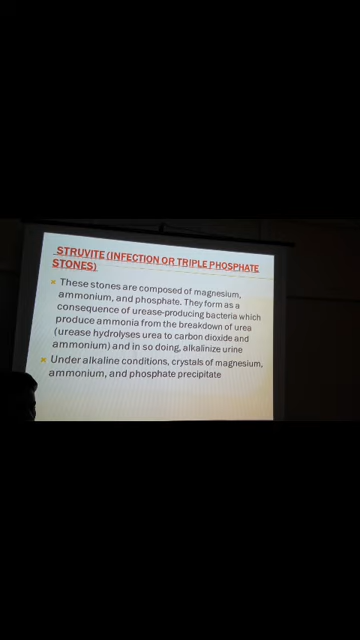 STRUVITE (INFECTION OR TRIPLE PHOSPHATE
STONES)
These stones are composed of magnesium,
ammonium, and phosphate. They form as a
consequence of urease-producing bacteria which
produce ammonia from the breakdown of urea
(urease hydrolyses urea to carbon dioxide and
ammonium) and in so doing, alkalinize urine
Under alkaline conditions, crystals of magnesium,
ammonium, and phosphate precipitate